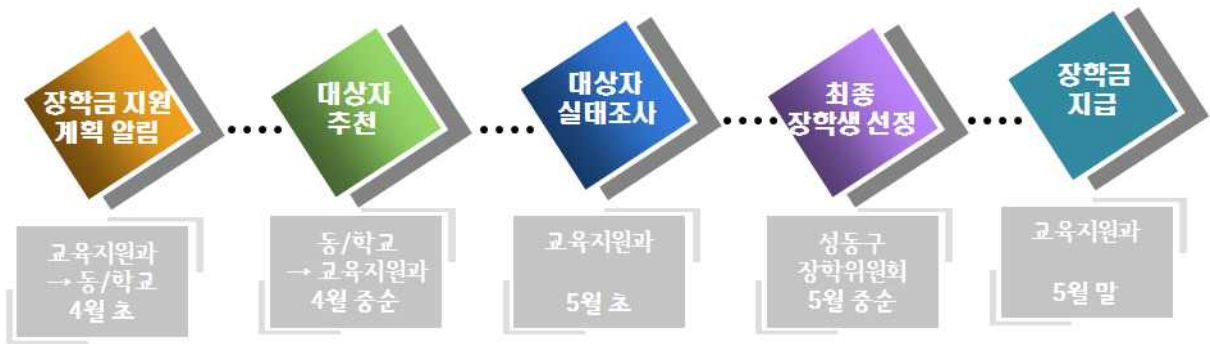 장학금 지원
계획 알림
대상자
추천
대상자
실태조사
최종
장학생 선정
장학금
지급
교육지원과
→ 동/학교
4월 초
동/학교
→ 교육지원과
4월 중순
교육지원과
5월 초
성동구
장학위원회
5월 중순
교육지원과
5월 말